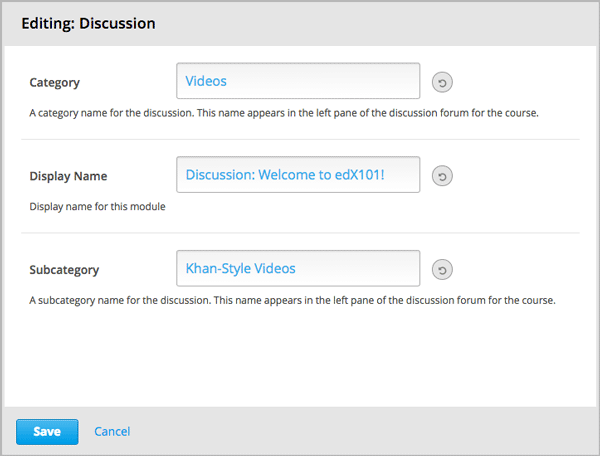 Editing: Discussion
Category
Videos
A category name for the discussion. This name appears in the left pane of the discussion forum for the course.
Display Name
Discussion: Welcome to edX101!
Display name for this module
Subcategory
Khan-Style Videos
A subcategory name for the discussion. This name appears in the left pane of the discussion forum for the course.
Save
Cancel